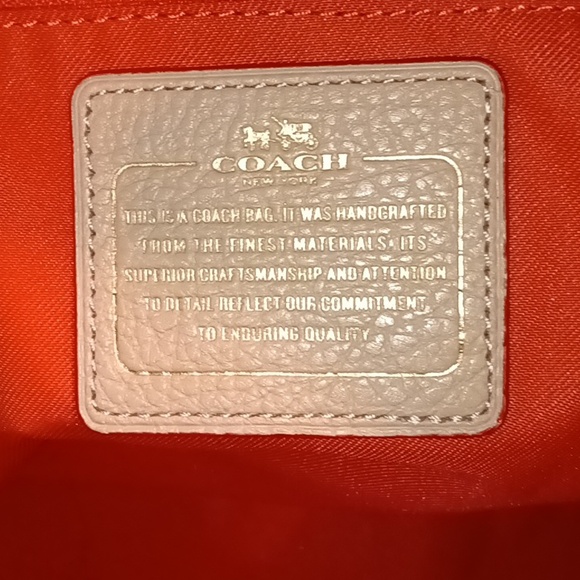 COACH
NEW YORK
THIS IS A COACH BAG. IT WAS HANDCRAFTED
FROM THE FINEST MATERIALS. ITS
SUPERIOR CRAFTSMANSHIP AND ATTENTION
TO DETAIL REFLECT OUR COMMITMENT
TO ENDURING QUALITY.